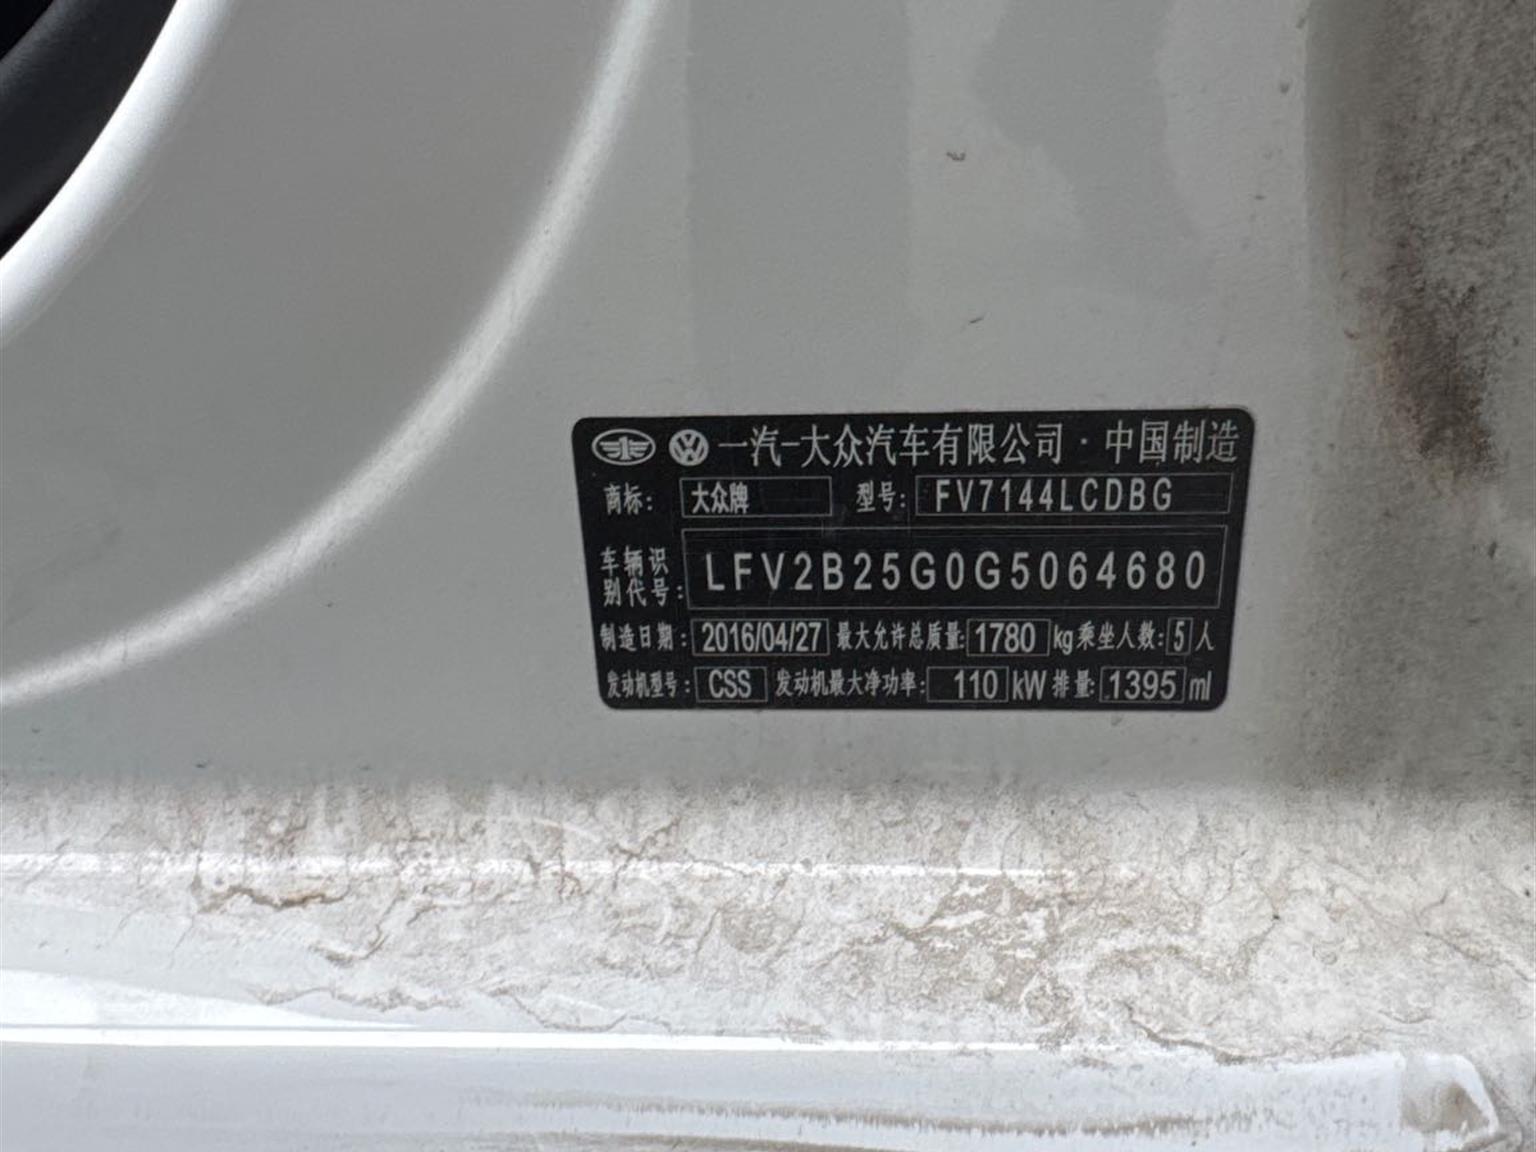 一汽-大众汽车有限公司·中国制造
商标: 大众牌 型号: FV7144LCDBG
车辆识别代号: LFV2B25G0G5064680
制造日期: 2016/04/27 最大允许总质量: 1780 kg 乘坐人数: 5 人
发动机型号: CSS 发动机最大净功率: 110 kW 排量: 1395 ml